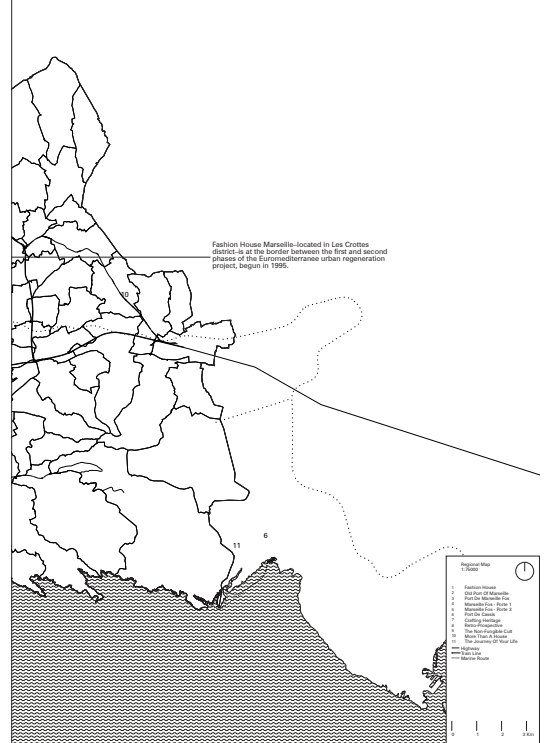 Fashion House Marseille–located in Les Crottes
district–is at the border between the first and second
phases of the Euromediterranee urban regeneration
project, begun in 1995.
10
11
6
Regional Map
1:75000
1 Fashion House
2 Old Port Of Marseille
3 Port De Marseille Fos
4 Marseille Fos - Porte 1
5 Marseille Fos - Porte 3
6 Port De Cassis
7 Crafting Heritage
8 Retro-Prospective
9 The Non-Fungible Cult
10 More Than A House
11 The Journey Of Your Life
Highway
Train Line
Marine Route
0 1 2 3 Km